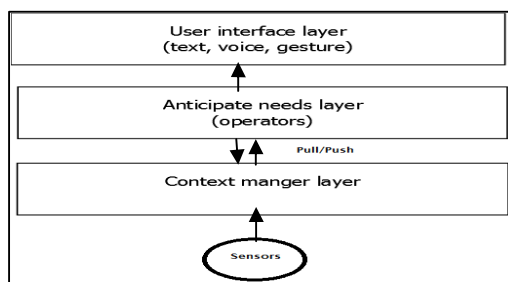 User interface layer
(text, voice, gesture)
Anticipate needs layer
(operators)
Pull/Push
Context manger layer
Sensors